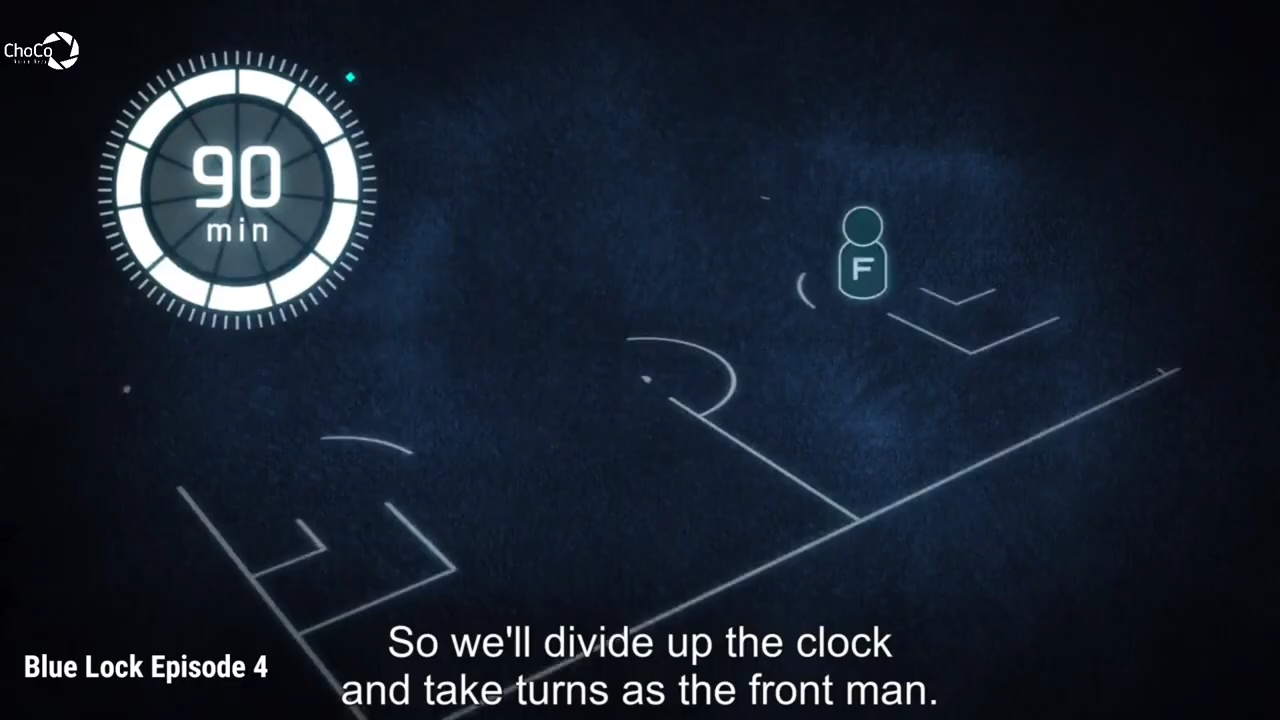 ChoCo
90
min
F
So we'll divide up the clock
and take turns as the front man.
Blue Lock Episode 4